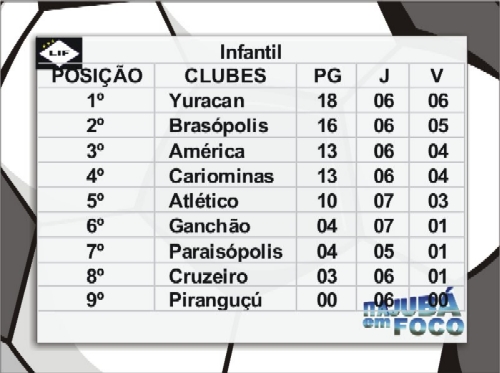 LIF
Infantil
POSIÇÃO CLUBES PG J V
1º Yuracan 18 06 06
2º Brasópolis 16 06 05
3º América 13 06 04
4º Cariominas 13 06 04
5º Atlético 10 07 03
6º Ganchão 04 07 01
7º Paraisópolis 04 05 01
8º Cruzeiro 03 06 01
9º Piranguçú 00 06 00
ITAJUBÁ
em FOCO